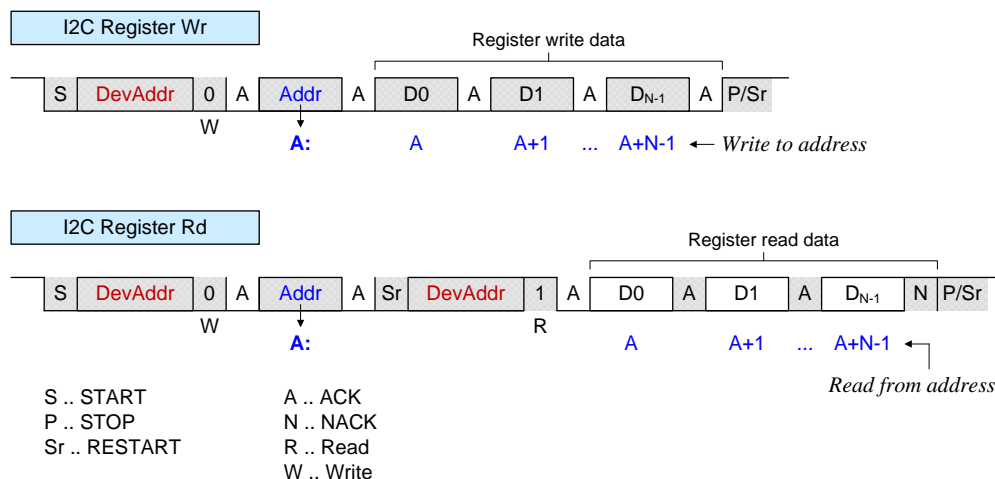 I2C Register Wr
Register write data
S DevAddr 0 A Addr A D0 A D1 A DN-1 A P/Sr
W
A: A A+1 ... A+N-1 Write to address
I2C Register Rd
Register read data
S DevAddr 0 A Addr A Sr DevAddr 1 A D0 A D1 A DN-1 N P/Sr
W R
A: A A+1 ... A+N-1
Read from address
S .. START A .. ACK
P .. STOP N .. NACK
Sr .. RESTART R .. Read
W .. Write